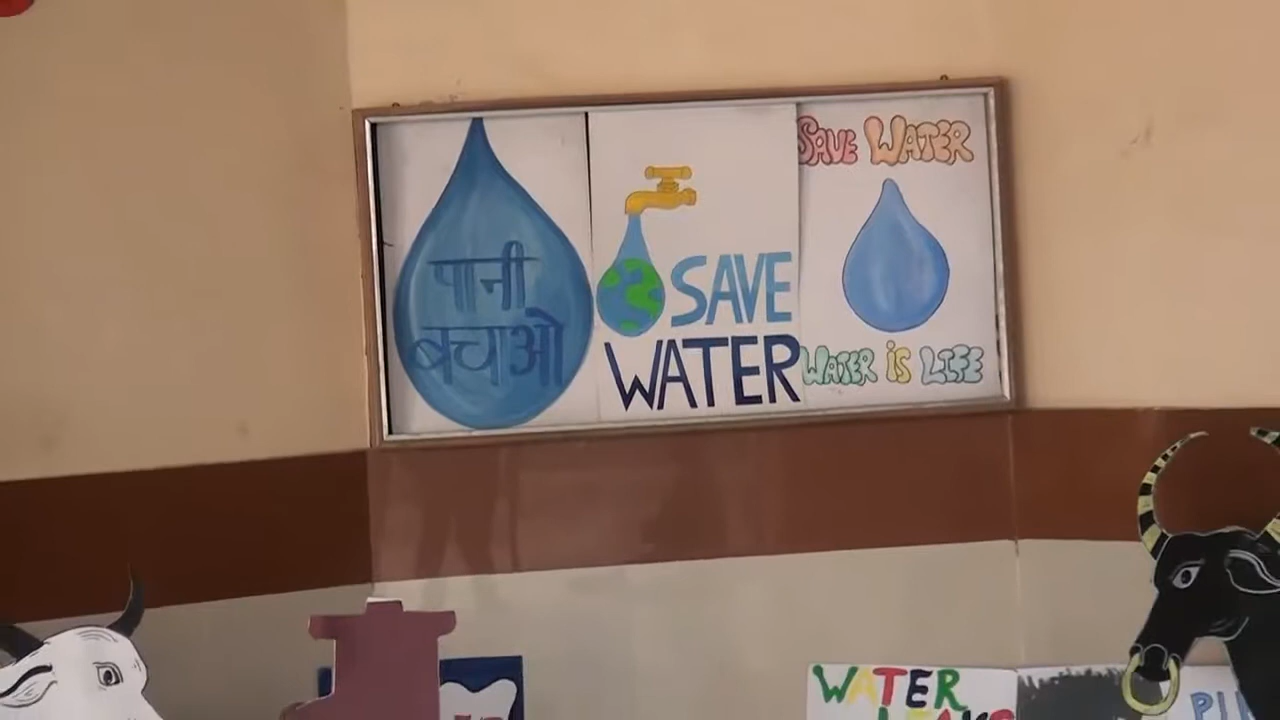 पानी
बचाओ
SAVE
WATER
SAVE WATER
WATER IS LIFE
WATER